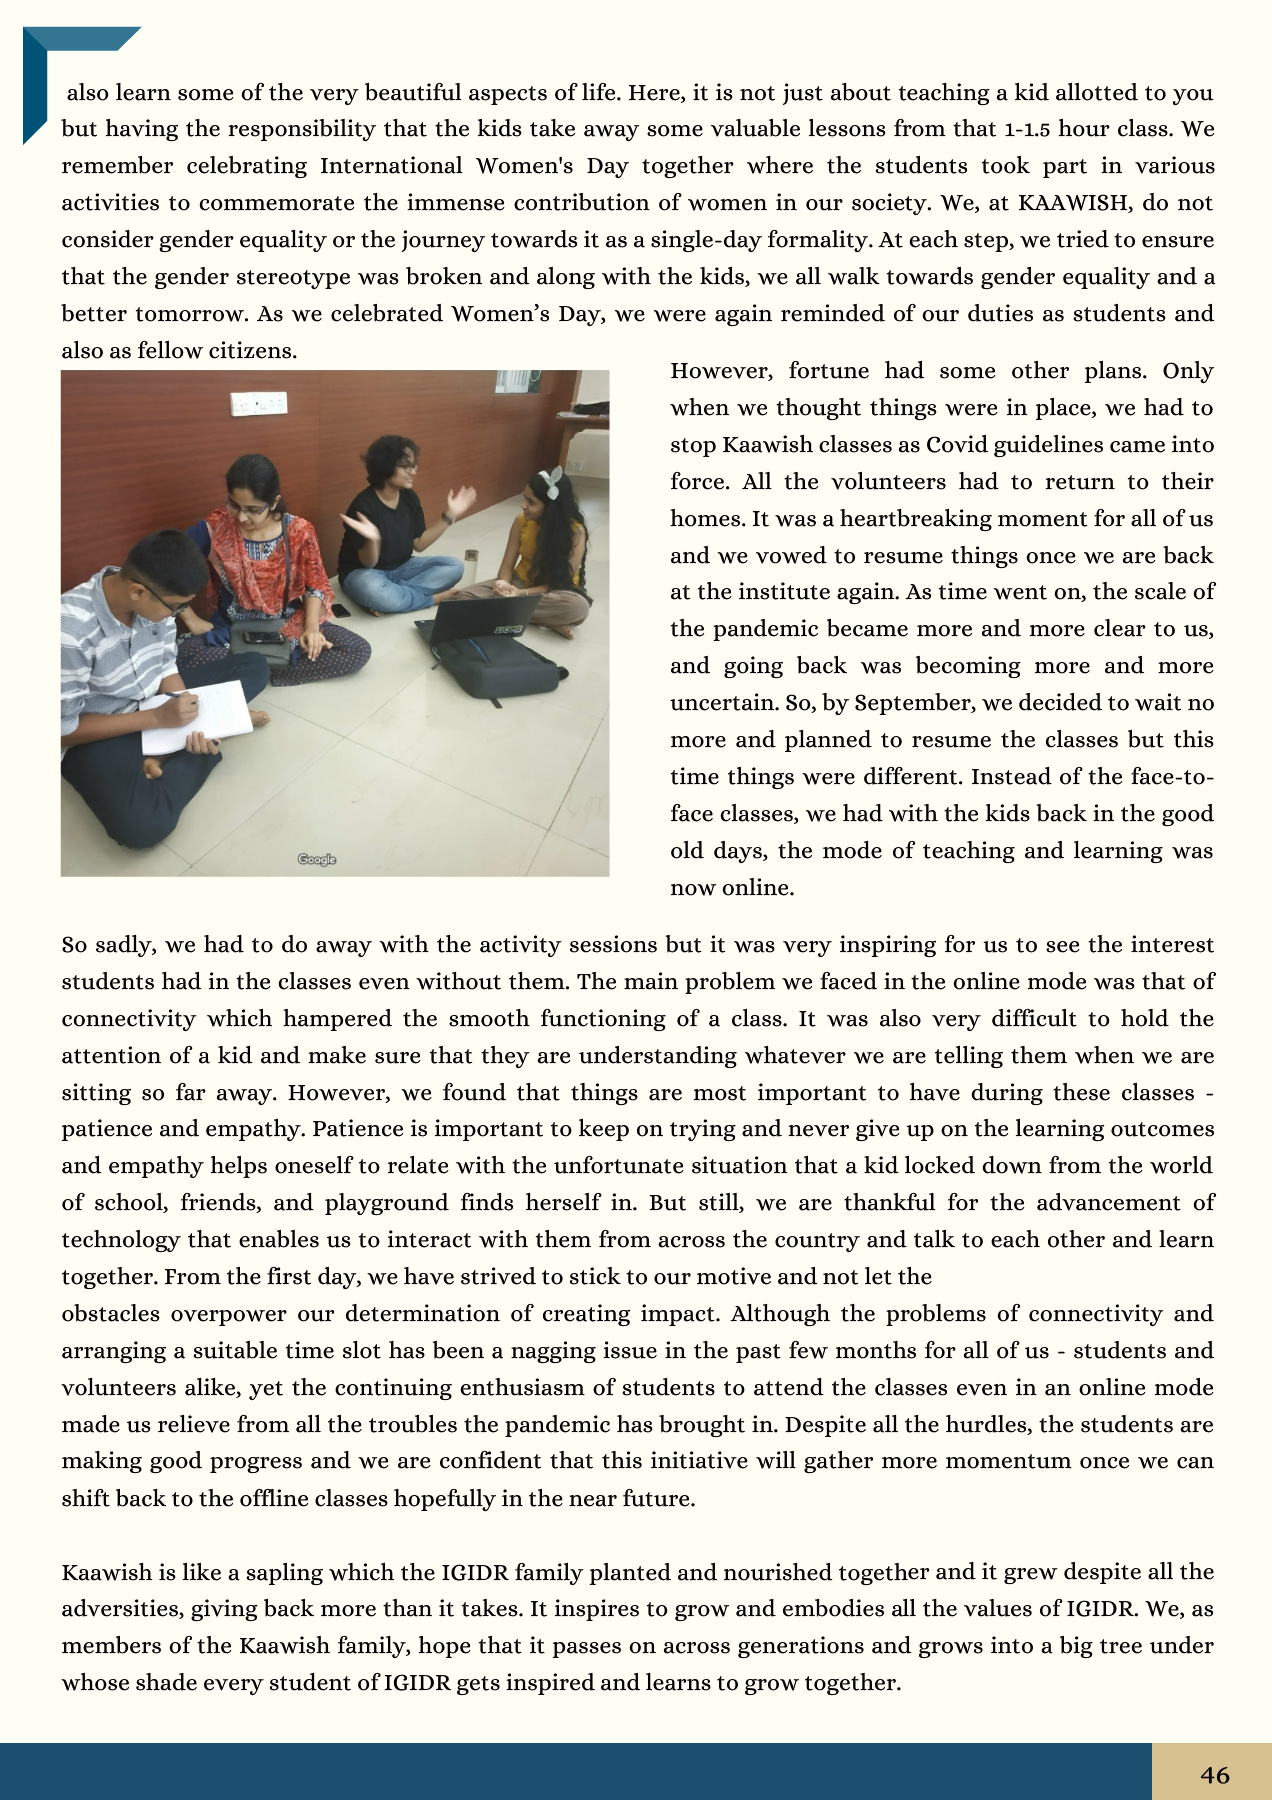 also learn some of the very beautiful aspects of life. Here, it is not just about teaching a kid allotted to you
but having the responsibility that the kids take away some valuable lessons from that 1-1.5 hour class. We
remember celebrating International Women's Day together where the students took part in various
activities to commemorate the immense contribution of women in our society. We, at KAAWISH, do not
consider gender equality or the journey towards it as a single-day formality. At each step, we tried to ensure
that the gender stereotype was broken and along with the kids, we all walk towards gender equality and a
better tomorrow. As we celebrated Women’s Day, we were again reminded of our duties as students and
also as fellow citizens.
However, fortune had some other plans. Only
when we thought things were in place, we had to
stop Kaawish classes as Covid guidelines came into
force. All the volunteers had to return to their
homes. It was a heartbreaking moment for all of us
and we vowed to resume things once we are back
at the institute again. As time went on, the scale of
the pandemic became more and more clear to us,
and going back was becoming more and more
uncertain. So, by September, we decided to wait no
more and planned to resume the classes but this
time things were different. Instead of the face-to-
face classes, we had with the kids back in the good
old days, the mode of teaching and learning was
now online.
Google
So sadly, we had to do away with the activity sessions but it was very inspiring for us to see the interest
students had in the classes even without them. The main problem we faced in the online mode was that of
connectivity which hampered the smooth functioning of a class. It was also very difficult to hold the
attention of a kid and make sure that they are understanding whatever we are telling them when we are
sitting so far away. However, we found that things are most important to have during these classes -
patience and empathy. Patience is important to keep on trying and never give up on the learning outcomes
and empathy helps oneself to relate with the unfortunate situation that a kid locked down from the world
of school, friends, and playground finds herself in. But still, we are thankful for the advancement of
technology that enables us to interact with them from across the country and talk to each other and learn
together. From the first day, we have strived to stick to our motive and not let the
obstacles overpower our determination of creating impact. Although the problems of connectivity and
arranging a suitable time slot has been a nagging issue in the past few months for all of us - students and
volunteers alike, yet the continuing enthusiasm of students to attend the classes even in an online mode
made us relieve from all the troubles the pandemic has brought in. Despite all the hurdles, the students are
making good progress and we are confident that this initiative will gather more momentum once we can
shift back to the offline classes hopefully in the near future.
Kaawish is like a sapling which the IGIDR family planted and nourished together and it grew despite all the
adversities, giving back more than it takes. It inspires to grow and embodies all the values of IGIDR. We, as
members of the Kaawish family, hope that it passes on across generations and grows into a big tree under
whose shade every student of IGIDR gets inspired and learns to grow together.
46